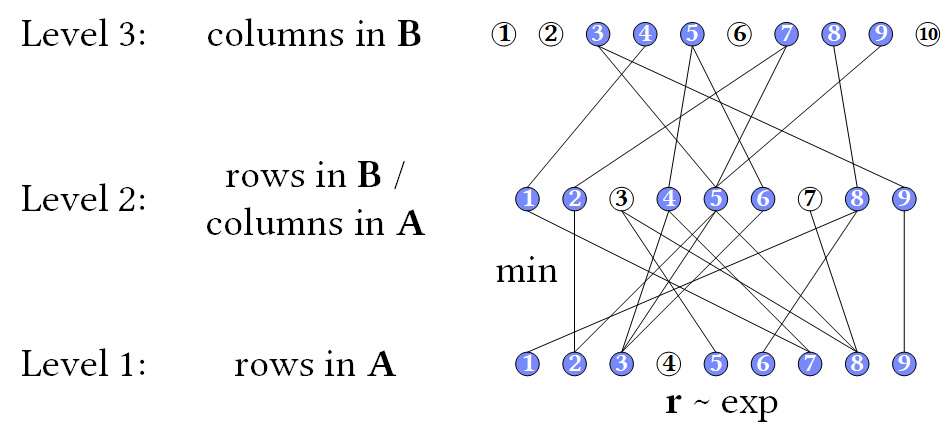 Level 3: columns in B 1 2 3 4 5 6 7 8 9 10
rows in B /
Level 2: 1 2 3 4 5 6 7 8 9
columns in A
min
Level 1: rows in A 1 2 3 4 5 6 7 8 9
r ~ exp